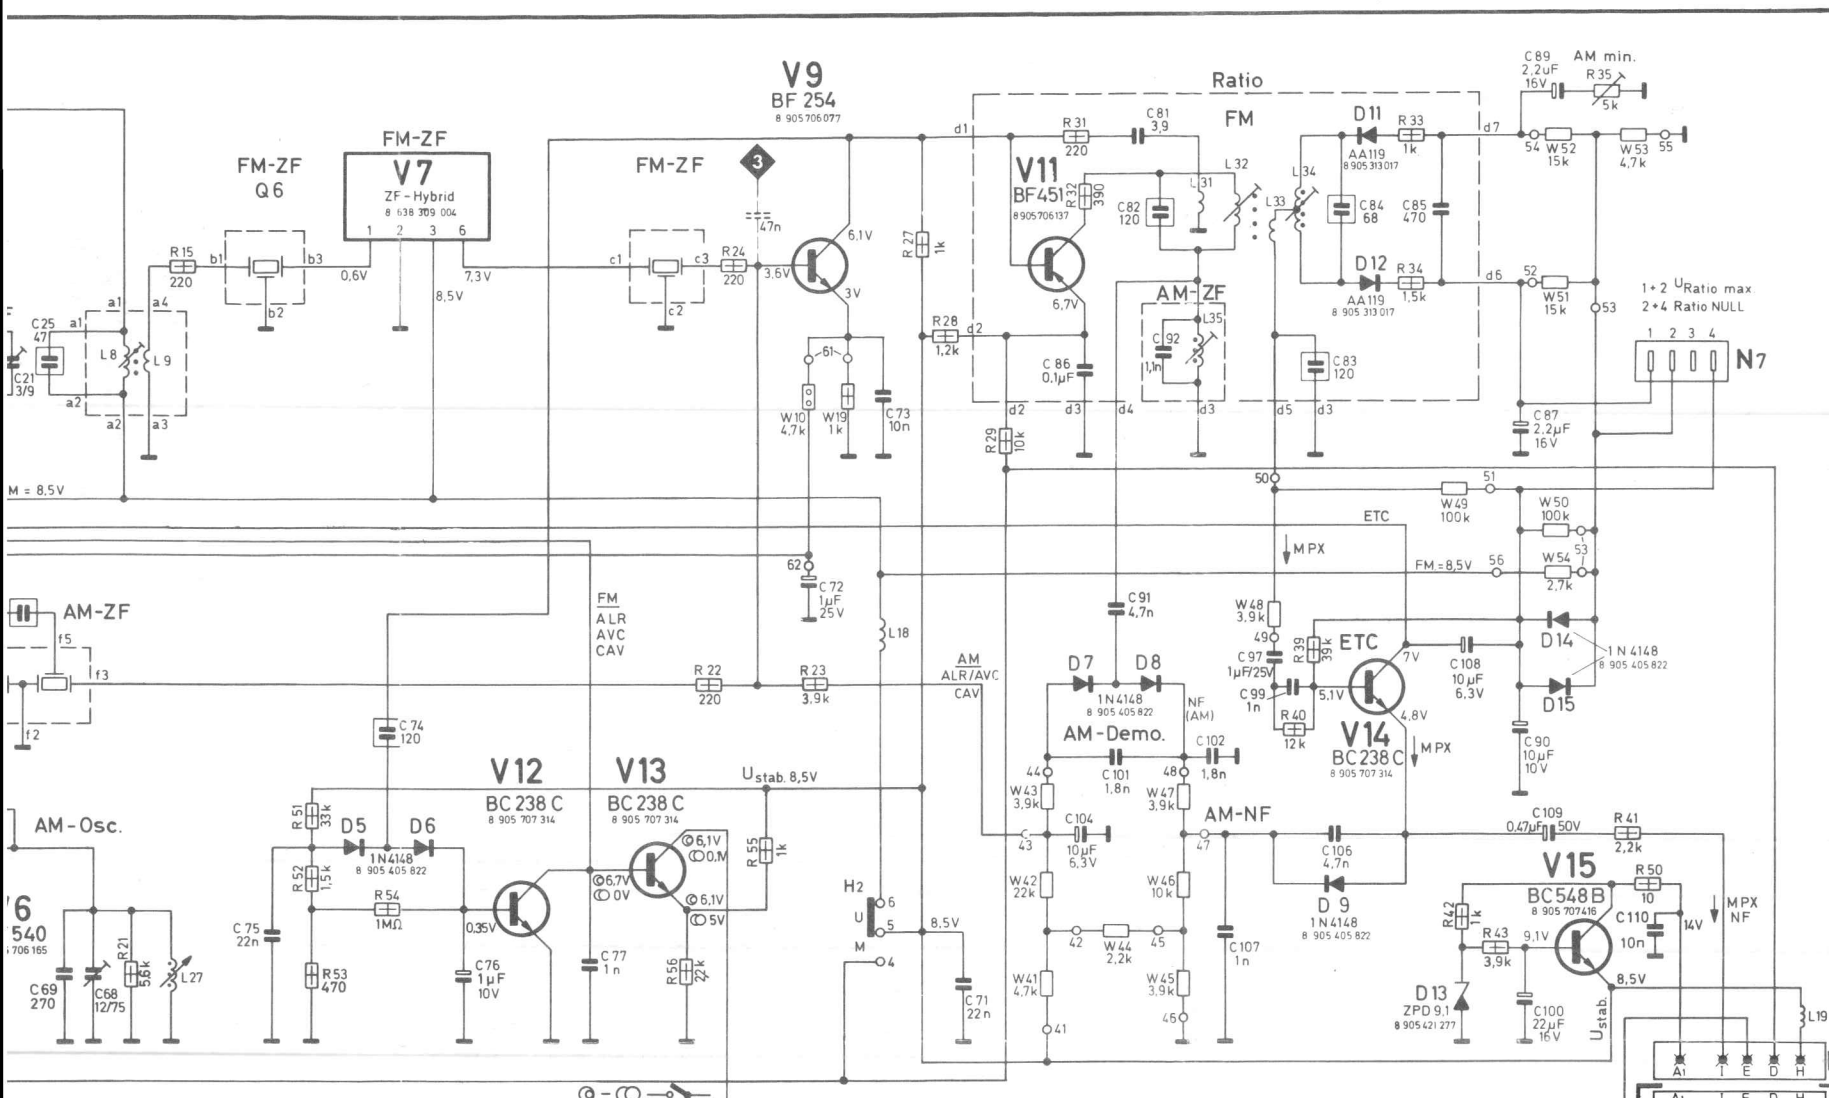 V9
BF 254
8 905 706 077
FM-ZF
V7
ZF-Hybrid
8 638 309 004
1 2 3 6
0,6V
7,3V
8,5V
FM-ZF
Q6
R15
220
b1
b3
b2
FM-ZF
3
47n
c1
c3
c2
R24
220
3,6V
6,1V
3V
C25
47
a1
a1
a4
L8
L9
a2
a2
a3
C21
3/9
M = 8,5V
61
W10
4,7k
W19
1k
C73
10n
R27
1k
R28
1,2k
d1
d2
Ratio
FM
R31
220
C81
3,9
V11
BF451
8 905 706 137
R32
390
C82
120
L31
L32
L33
L34
6,7V
C86
0,1µF
AM-ZF
L35
C92
1,1n
C83
120
C84
68
C85
470
D11
AA119
8 905 313 017
R33
1k
D12
AA119
8 905 313 017
R34
1,5k
d7
d6
d2
d3
d4
d3
d5
d3
R29
10k
C89
2,2uF
16V
AM min.
R35
5k
54
W52
15k
W53
4,7k
55
52
W51
15k
53
1+2 URatio max.
2+4 Ratio NULL
1 2 3 4
N7
C87
2,2µF
16V
50
W49
100k
51
W50
100k
53
ETC
MPX
FM=8,5V
56
W54
2,7k
62
C72
1µF
25V
L18
FM
ALR
AVC
CAV
AM-ZF
f5
f3
f2
R22
220
R23
3,9k
AM
ALR/AVC
CAV
C91
4,7n
D7
D8
1N4148
8 905 405 822
NF
(AM)
AM-Demo.
C101
1,8n
C102
1,8n
W48
3,9k
49
C97
1µF/25V
C99
1n
R39
39k
R40
12k
ETC
5,1V
7V
4,8V
V14
BC238C
8 905 707 314
MPX
C108
10µF
6,3V
D14
1N4148
8 905 405 822
D15
C90
10µF
10V
C74
120
V12
BC 238 C
8 905 707 314
V13
BC 238 C
8 905 707 314
Ustab. 8,5V
R51
33k
D5
D6
1N4148
8 905 405 822
R52
1,5k
R54
1MΩ
0,35V
R53
470
C75
22n
C76
1µF
10V
C77
1n
6,1V
0,1V
6,7V
0V
6,1V
5V
R55
1k
R56
22k
AM-Osc.
540
C69
270
C68
12/75
R21
5,6k
L27
H2
U
M
6
5
4
8,5V
C71
22n
44
W43
3,9k
43
C104
10µF
6,3V
W42
22k
42
W44
2,2k
45
W41
4,7k
41
48
W47
3,9k
47
W46
10k
W45
3,9k
46
AM-NF
C106
4,7n
D9
1N4148
8 905 405 822
C107
1n
C109
0,47µF
50V
R41
2,2k
V15
BC548B
8 905 707 416
R50
10
C110
10n
14V
MPX
NF
R42
1k
R43
3,9k
9,1V
D13
ZPD 9,1
8 905 421 277
C100
22µF
16V
8,5V
Ustab.
L19
A1 I E D H